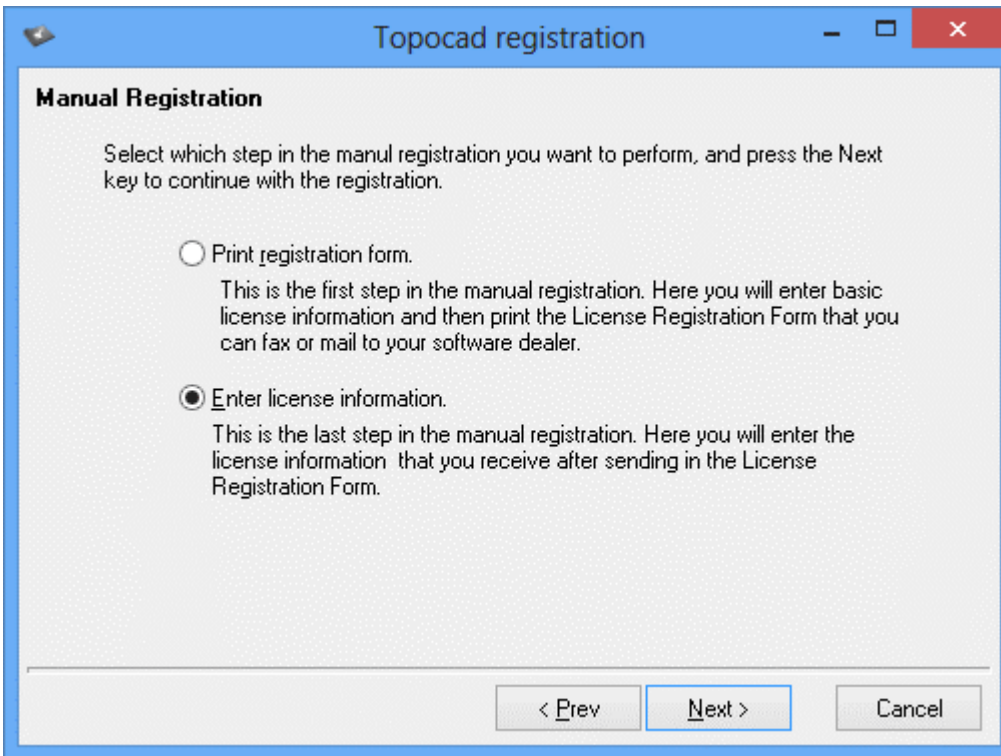 Topocad registration
Manual Registration
Select which step in the manul registration you want to perform, and press the Next
key to continue with the registration.
Print registration form.
This is the first step in the manual registration. Here you will enter basic
license information and then print the License Registration Form that you
can fax or mail to your software dealer.
Enter license information.
This is the last step in the manual registration. Here you will enter the
license information  that you receive after sending in the License
Registration Form.
< Prev
Next >
Cancel